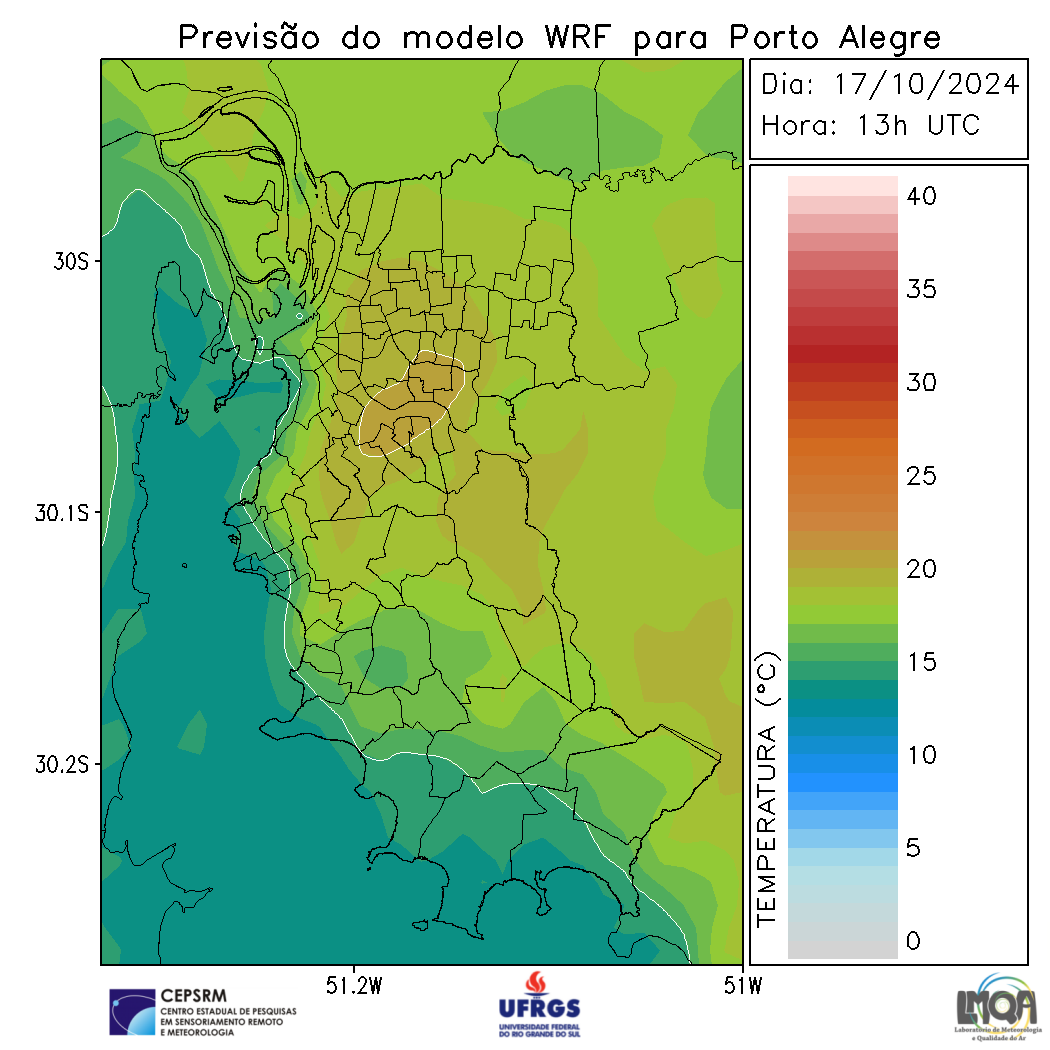 Previsão do modelo WRF para Porto Alegre
Dia: 17/10/2024
Hora: 13h UTC
30S
30.1S
30.2S
51.2W
51W
40
35
30
25
20
15
10
5
0
TEMPERATURA (°C)
CEPSRM
CENTRO ESTADUAL DE PESQUISAS
EM SENSORIAMENTO REMOTO
E METEOROLOGIA
UFRGS
UNIVERSIDADE FEDERAL
DO RIO GRANDE DO SUL
LMQA
Laboratório de Meteorologia
e Qualidade do Ar